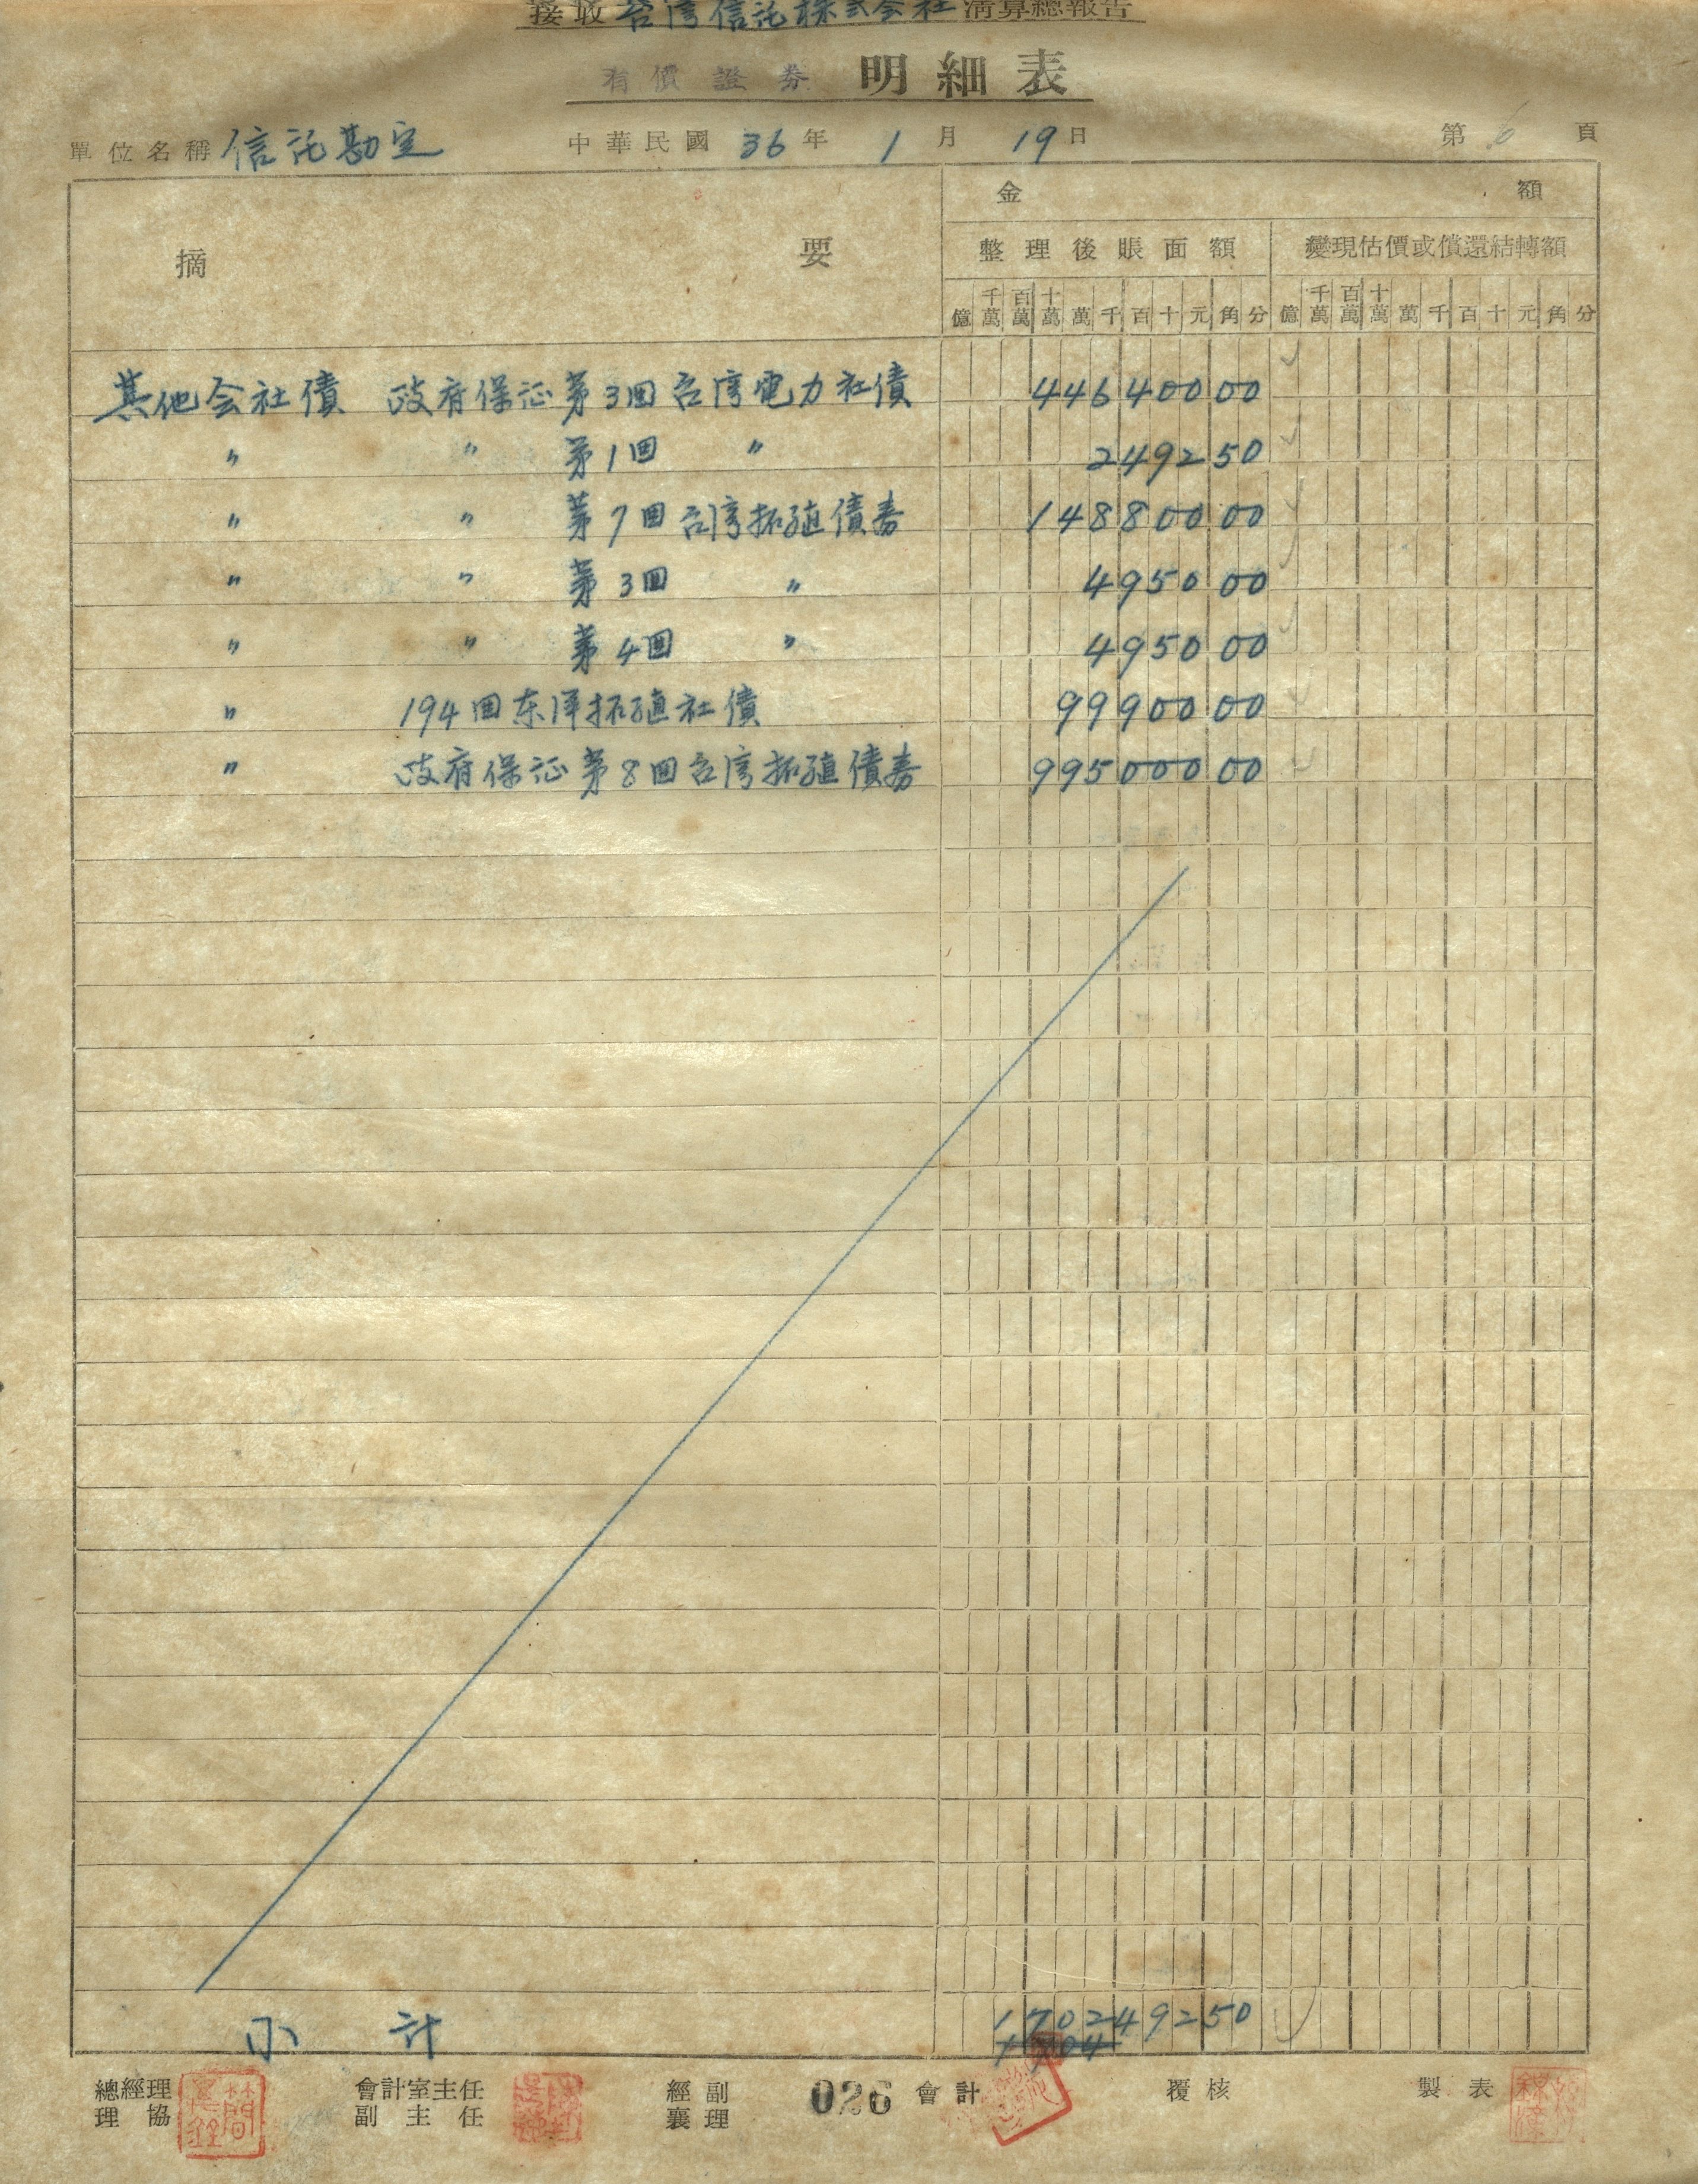 接收台湾信託株式会社清算總報告
有價證券 明細表
單位名稱 信託勘定 中華民國 36 年 1 月 19 日 第 6 頁
摘 要 金 額
整理後賬面額 變現估價或償還結轉額
億 千萬 百萬 十萬 萬 千 百 十 元 角 分 億 千萬 百萬 十萬 萬 千 百 十 元 角 分
其他会社債 政府保证第3回台湾電力社債 446400 00
〃 〃 第1回 〃 2492 50
〃 〃 第7回台湾拓殖債券 148800 00
〃 〃 第3回 〃 4950 00
〃 〃 第4回 〃 4950 00
〃 194回东洋拓殖社債 99900 00
〃 政府保证第8回台湾拓殖債券 995000 00
小計 1702492 50
總經理 會計室主任 經副 026 會計 覆核 製表
理協 副主任 襄理